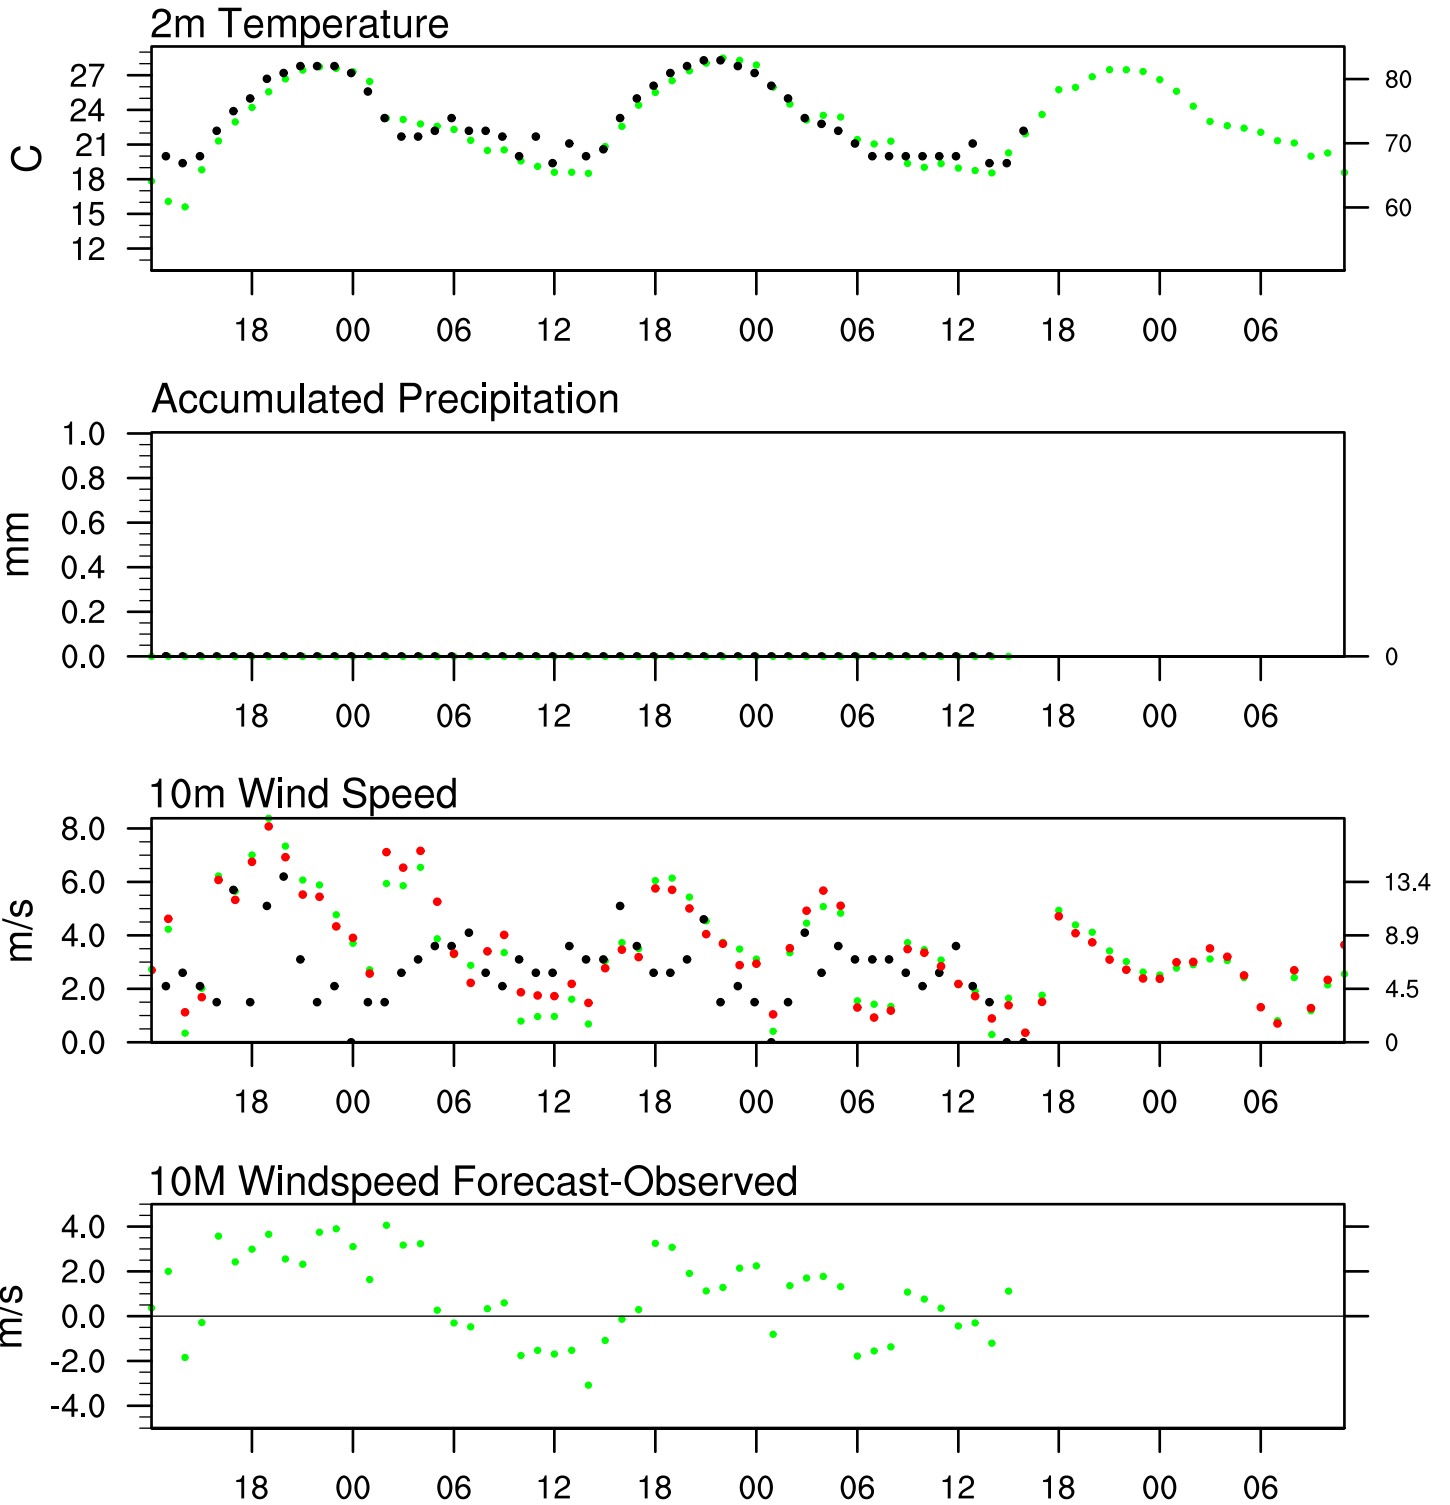 2m Temperature
27
24
21
18
15
12
C
80
70
60
18 00 06 12 18 00 06 12 18 00 06
Accumulated Precipitation
1.0
0.8
0.6
0.4
0.2
0.0
mm
0
18 00 06 12 18 00 06 12 18 00 06
10m Wind Speed
8.0
6.0
4.0
2.0
0.0
m/s
13.4
8.9
4.5
0
18 00 06 12 18 00 06 12 18 00 06
10M Windspeed Forecast-Observed
4.0
2.0
0.0
-2.0
-4.0
m/s
18 00 06 12 18 00 06 12 18 00 06